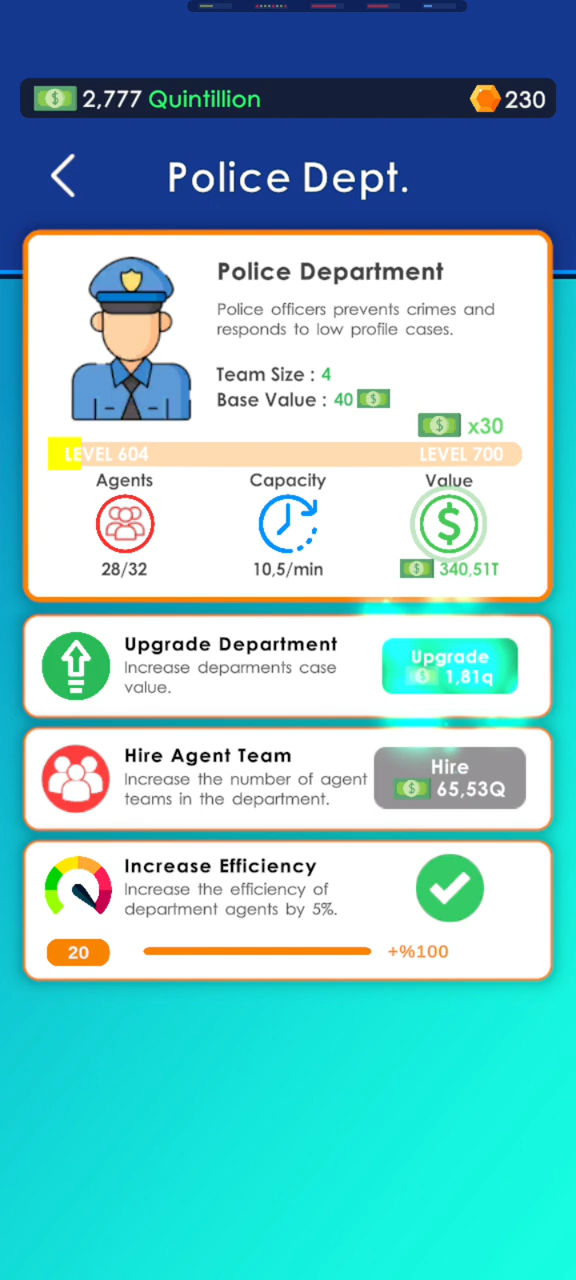 2,777 Quintillion
230
Police Dept.
Police Department
Police officers prevents crimes and
responds to low profile cases.
Team Size : 4
Base Value : 40
x30
LEVEL 604
LEVEL 700
Agents
Capacity
Value
28/32
10,5/min
340,51T
Upgrade Department
Increase deparments case
value.
Upgrade
1,81q
Hire Agent Team
Increase the number of agent
teams in the department.
Hire
65,53Q
Increase Efficiency
Increase the efficiency of
department agents by 5%.
20
+%100